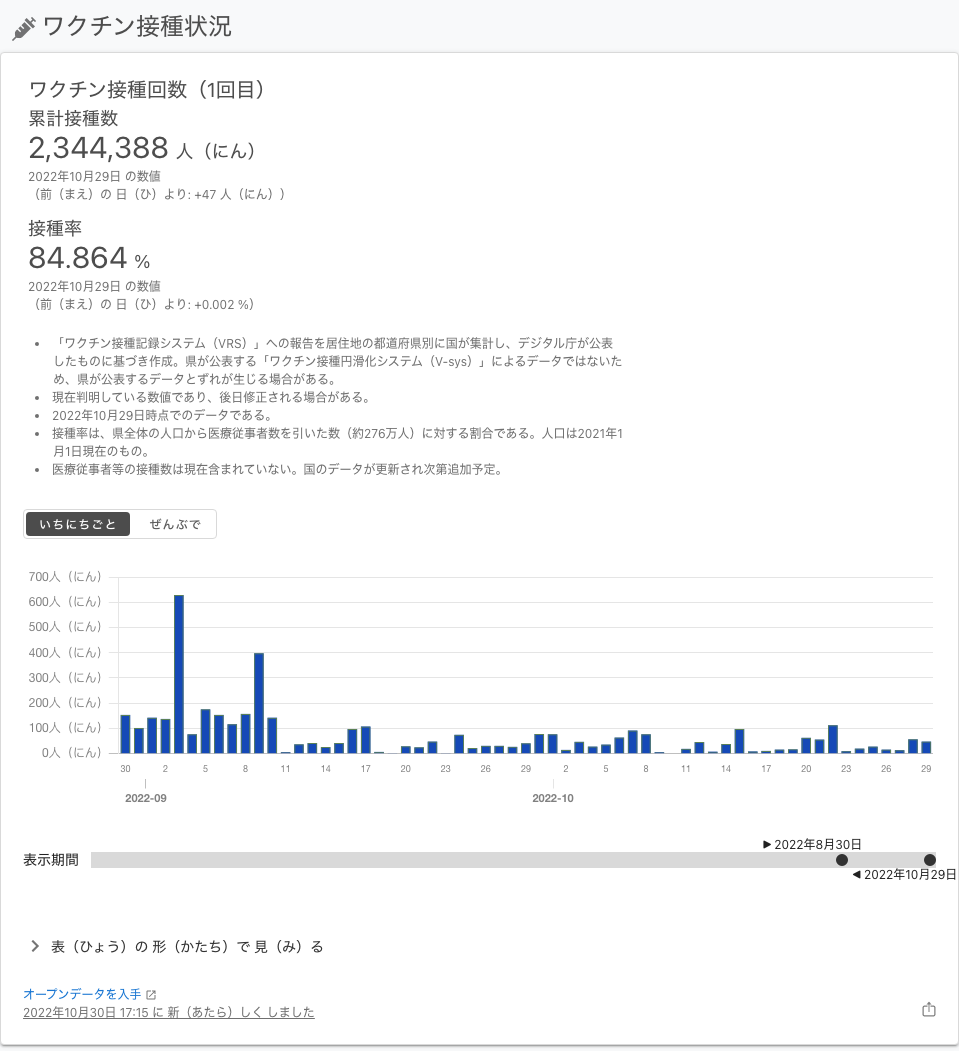 ワクチン接種状況
ワクチン接種回数（1回目）
累計接種数
2,344,388 人（にん）
2022年10月29日 の数値
（前（まえ）の 日（ひ）より: +47 人（にん））
接種率
84.864 %
2022年10月29日 の数値
（前（まえ）の 日（ひ）より: +0.002 %）
• 「ワクチン接種記録システム（VRS）」への報告を居住地の都道府県別に国が集計し、デジタル庁が公表
したものに基づき作成。県が公表する「ワクチン接種円滑化システム（V-sys）」によるデータではないた
め、県が公表するデータとずれが生じる場合がある。
• 現在判明している数値であり、後日修正される場合がある。
• 2022年10月29日時点でのデータである。
• 接種率は、県全体の人口から医療従事者数を引いた数（約276万人）に対する割合である。人口は2021年1
月1日現在のもの。
• 医療従事者等の接種数は現在含まれていない。国のデータが更新され次第追加予定。
いちにちごと ぜんぶで
700人（にん）
600人（にん）
500人（にん）
400人（にん）
300人（にん）
200人（にん）
100人（にん）
0人（にん）
30 2 5 8 11 14 17 20 23 26 29 2 5 8 11 14 17 20 23 26 29
2022-09 2022-10
▶ 2022年8月30日
表示期間
◀ 2022年10月29日
表（ひょう）の 形（かたち）で 見（み）る
オープンデータを入手
2022年10月30日 17:15 に 新（あたら）しく しました